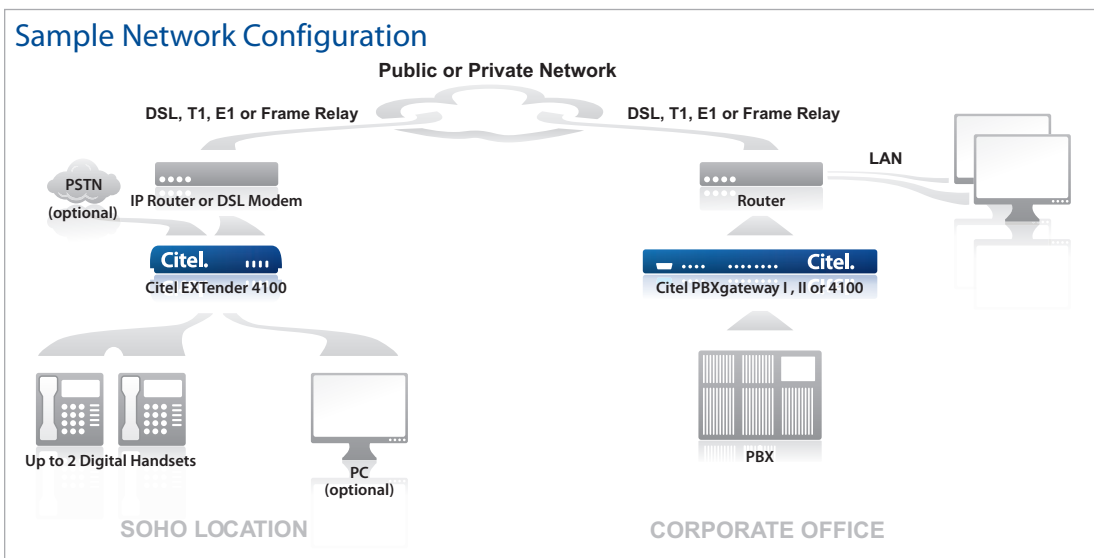 Sample Network Configuration
Public or Private Network
DSL, T1, E1 or Frame Relay
DSL, T1, E1 or Frame Relay
LAN
PSTN
(optional)
IP Router or DSL Modem
Router
Citel.
Citel.
Citel EXTender 4100
Citel PBXgateway I , II or 4100
Up to 2 Digital Handsets
PC
(optional)
PBX
SOHO LOCATION
CORPORATE OFFICE